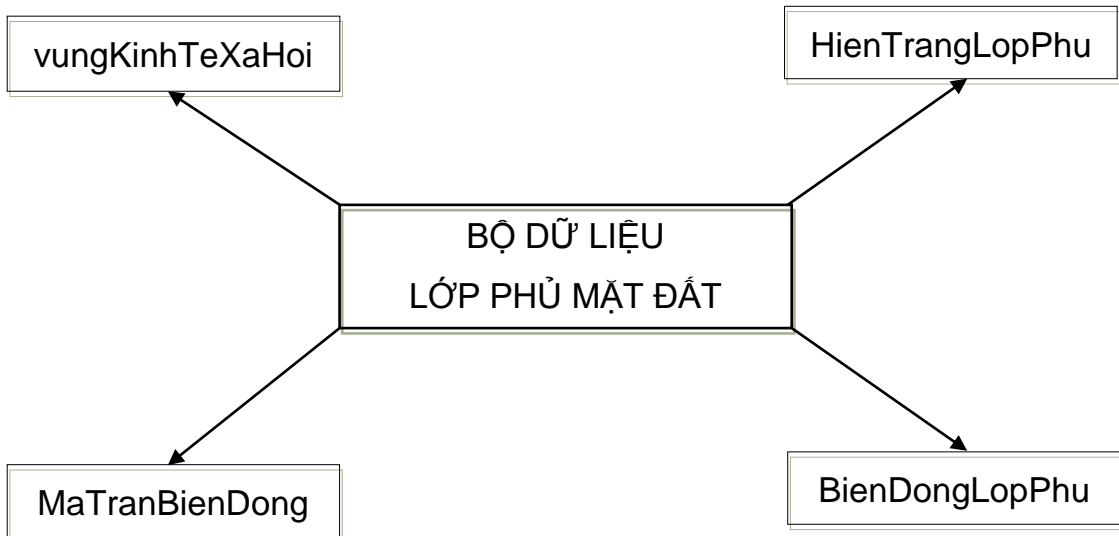 vungKinhTeXaHoi
HienTrangLopPhu
BỘ DỮ LIỆU
LỚP PHỦ MẶT ĐẤT
MaTranBienDong
BienDongLopPhu